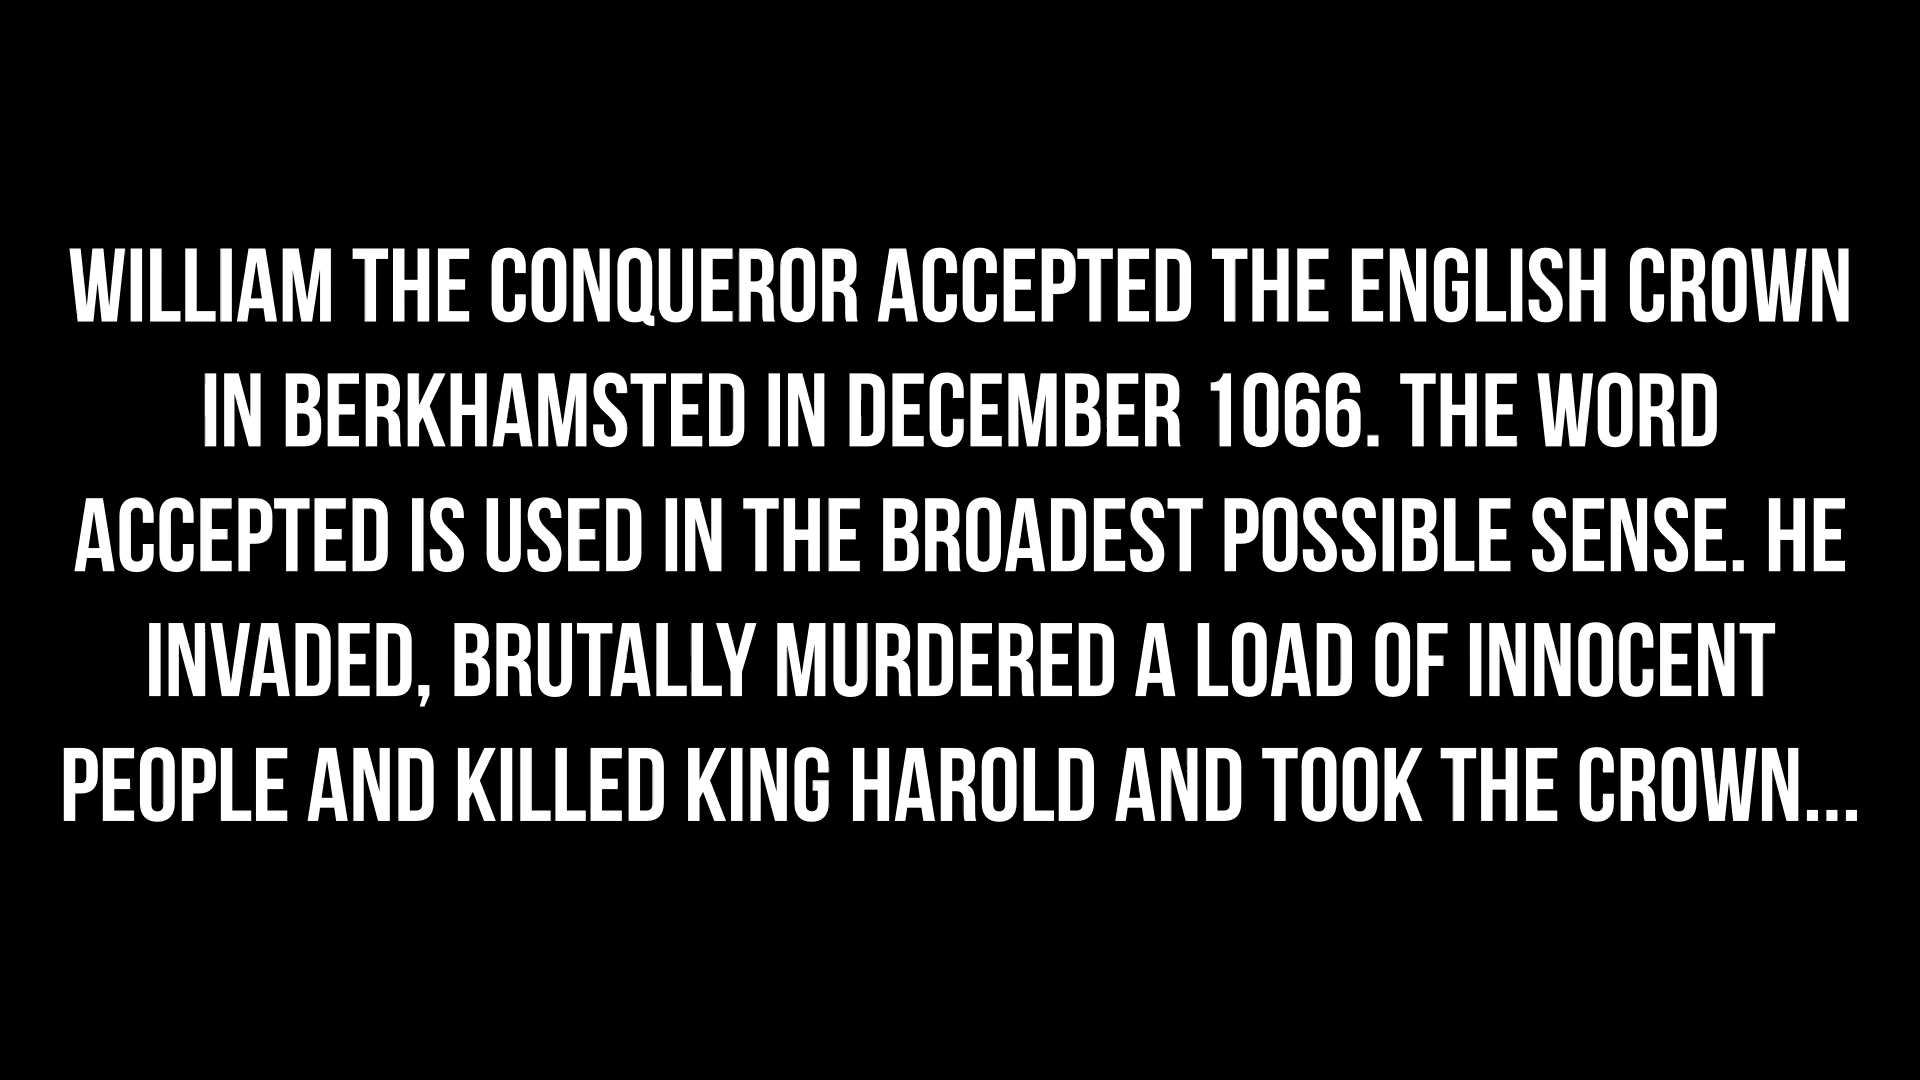 WILLIAM THE CONQUEROR ACCEPTED THE ENGLISH CROWN
IN BERKHAMSTED IN DECEMBER 1066. THE WORD
ACCEPTED IS USED IN THE BROADEST POSSIBLE SENSE. HE
INVADED, BRUTALLY MURDERED A LOAD OF INNOCENT
PEOPLE AND KILLED KING HAROLD AND TOOK THE CROWN...